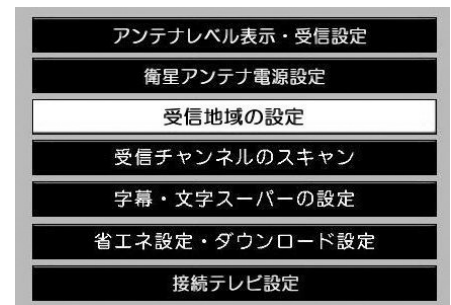 アンテナレベル表示・受信設定
衛星アンテナ電源設定
受信地域の設定
受信チャンネルのスキャン
字幕・文字スーパーの設定
省エネ設定・ダウンロード設定
接続テレビ設定